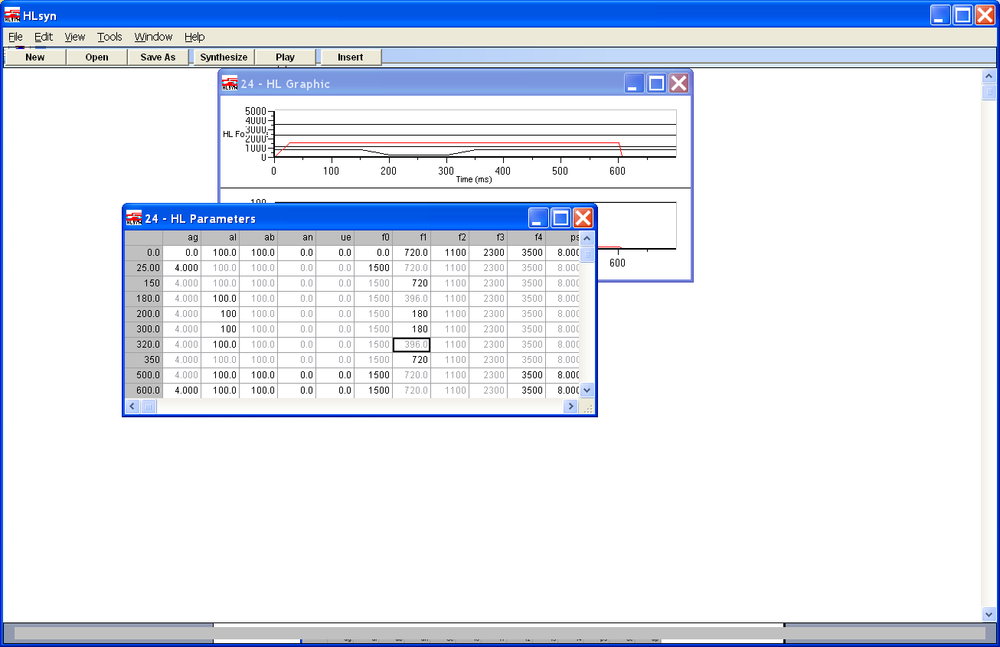 HLsyn
File Edit View Tools Window Help
New Open Save As Synthesize Play Insert
24 - HL Graphic
5000
4000
3000
HL Fo
2000
1000
0
0 100 200 300 400 500 600
Time (ms)
100
600
24 - HL Parameters
ag al ab an ue f0 f1 f2 f3 f4 ps
0.0 0.0 100.0 100.0 0.0 0.0 0.0 720.0 1100 2300 3500 8.000
25.00 4.000 100.0 100.0 0.0 0.0 1500 720.0 1100 2300 3500 8.000
150 4.000 100.0 100.0 0.0 0.0 1500 720 1100 2300 3500 8.000
180.0 4.000 100.0 100.0 0.0 0.0 1500 396.0 1100 2300 3500 8.000
200.0 4.000 100 100.0 0.0 0.0 1500 180 1100 2300 3500 8.000
300.0 4.000 100 100.0 0.0 0.0 1500 180 1100 2300 3500 8.000
320.0 4.000 100.0 100.0 0.0 0.0 1500 396.0 1100 2300 3500 8.000
350 4.000 100.0 100.0 0.0 0.0 1500 720 1100 2300 3500 8.000
500.0 4.000 100.0 100.0 0.0 0.0 1500 720.0 1100 2300 3500 8.000
600.0 4.000 100.0 100.0 0.0 0.0 1500 720.0 1100 2300 3500 8.000